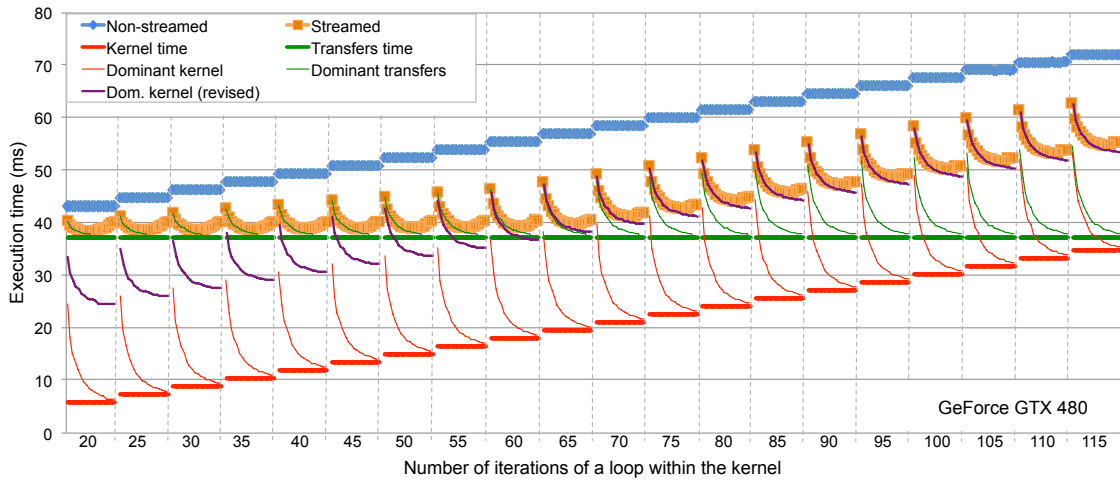 80
70
60
50
40
30
20
10
0
Execution time (ms)
Non-streamed
Streamed
Kernel time
Transfers time
Dominant kernel
Dominant transfers
Dom. kernel (revised)
GeForce GTX 480
20 25 30 35 40 45 50 55 60 65 70 75 80 85 90 95 100 105 110 115
Number of iterations of a loop within the kernel